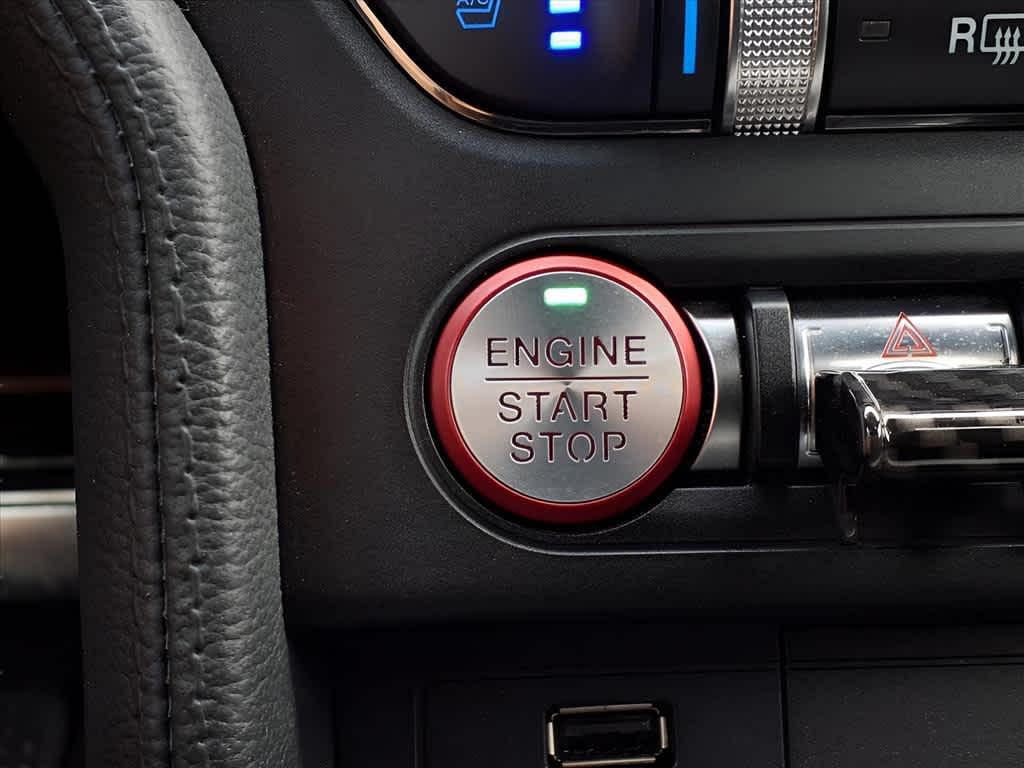 A/C
R
ENGINE
START
STOP